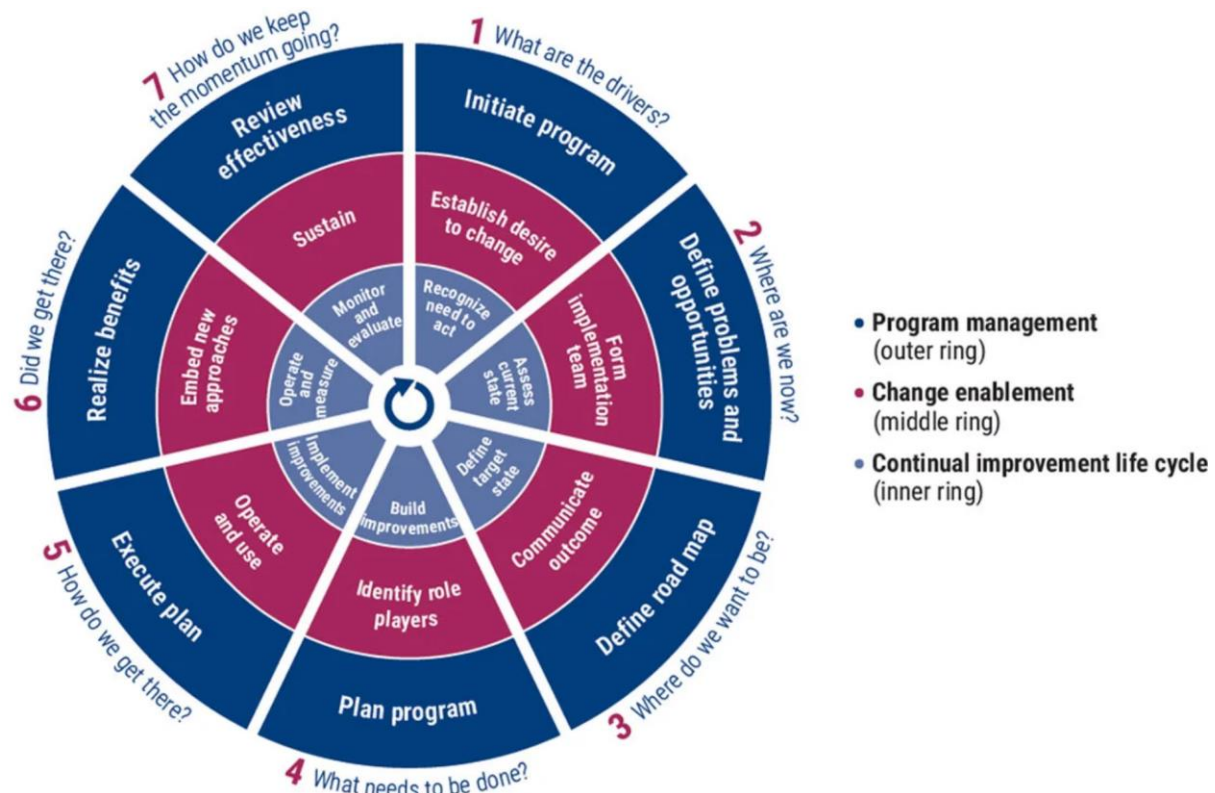 1 What are the drivers?
Initiate program
Establish desire
to change
Recognize
need to
act
2 Where are we now?
Define problems and
opportunities
Form
implementation
team
Assess
current
state
3 Where do we want to be?
Define road map
Communicate
outcome
Define
target
state
4 What needs to be done?
Plan program
Identify role
players
Build
improvements
5 How do we get there?
Execute plan
Operate
and use
Implement
improvements
6 Did we get there?
Realize benefits
Embed new
approaches
Operate
and
measure
7 How do we keep
the momentum going?
Review
effectiveness
Sustain
Monitor
and
evaluate
• Program management
(outer ring)
• Change enablement
(middle ring)
• Continual improvement life cycle
(inner ring)